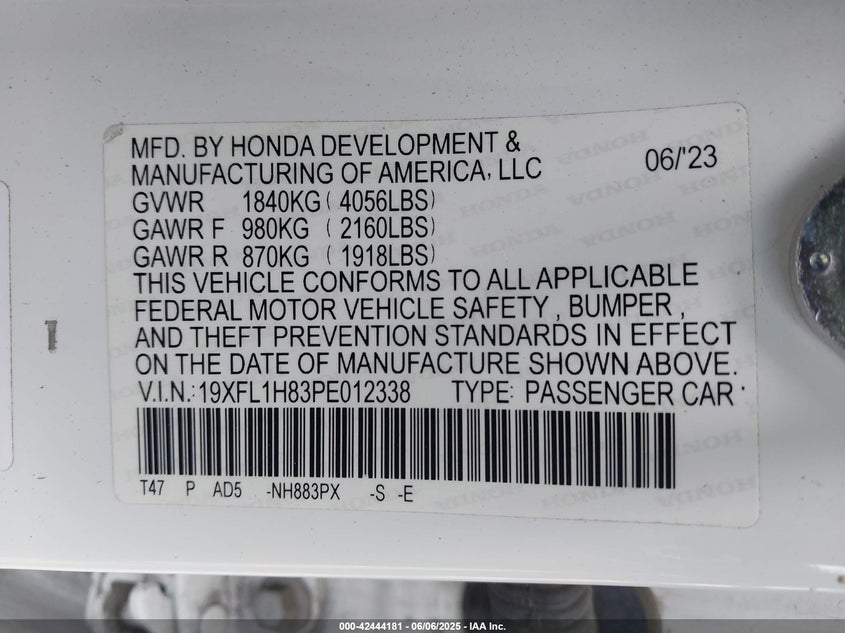 MFD. BY HONDA DEVELOPMENT &
MANUFACTURING OF AMERICA, LLC 06/'23
GVWR 1840KG ( 4056LBS)
GAWR F 980KG ( 2160LBS)
GAWR R 870KG ( 1918LBS)
THIS VEHICLE CONFORMS TO ALL APPLICABLE
FEDERAL MOTOR VEHICLE SAFETY , BUMPER ,
AND THEFT PREVENTION STANDARDS IN EFFECT
ON THE DATE OF MANUFACTURE SHOWN ABOVE.
V.I.N.:19XFL1H83PE012338 TYPE: PASSENGER CAR
T47 P AD5 -NH883PX -S -E
000-42444181 - 06/06/2025 - IAA Inc.